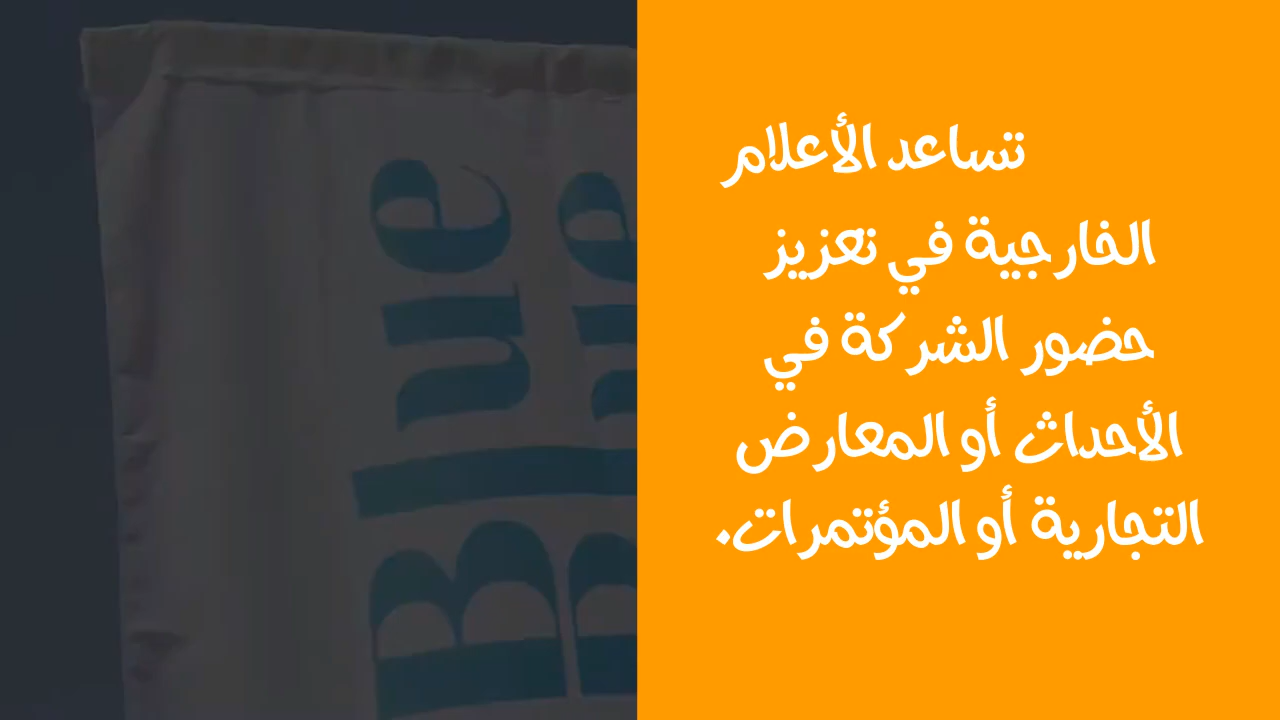 تساعد الأعلام
الخارجية في تعزيز
حضور الشركة في
الأحداث أو المعارض
التجارية أو المؤتمرات.
Blue